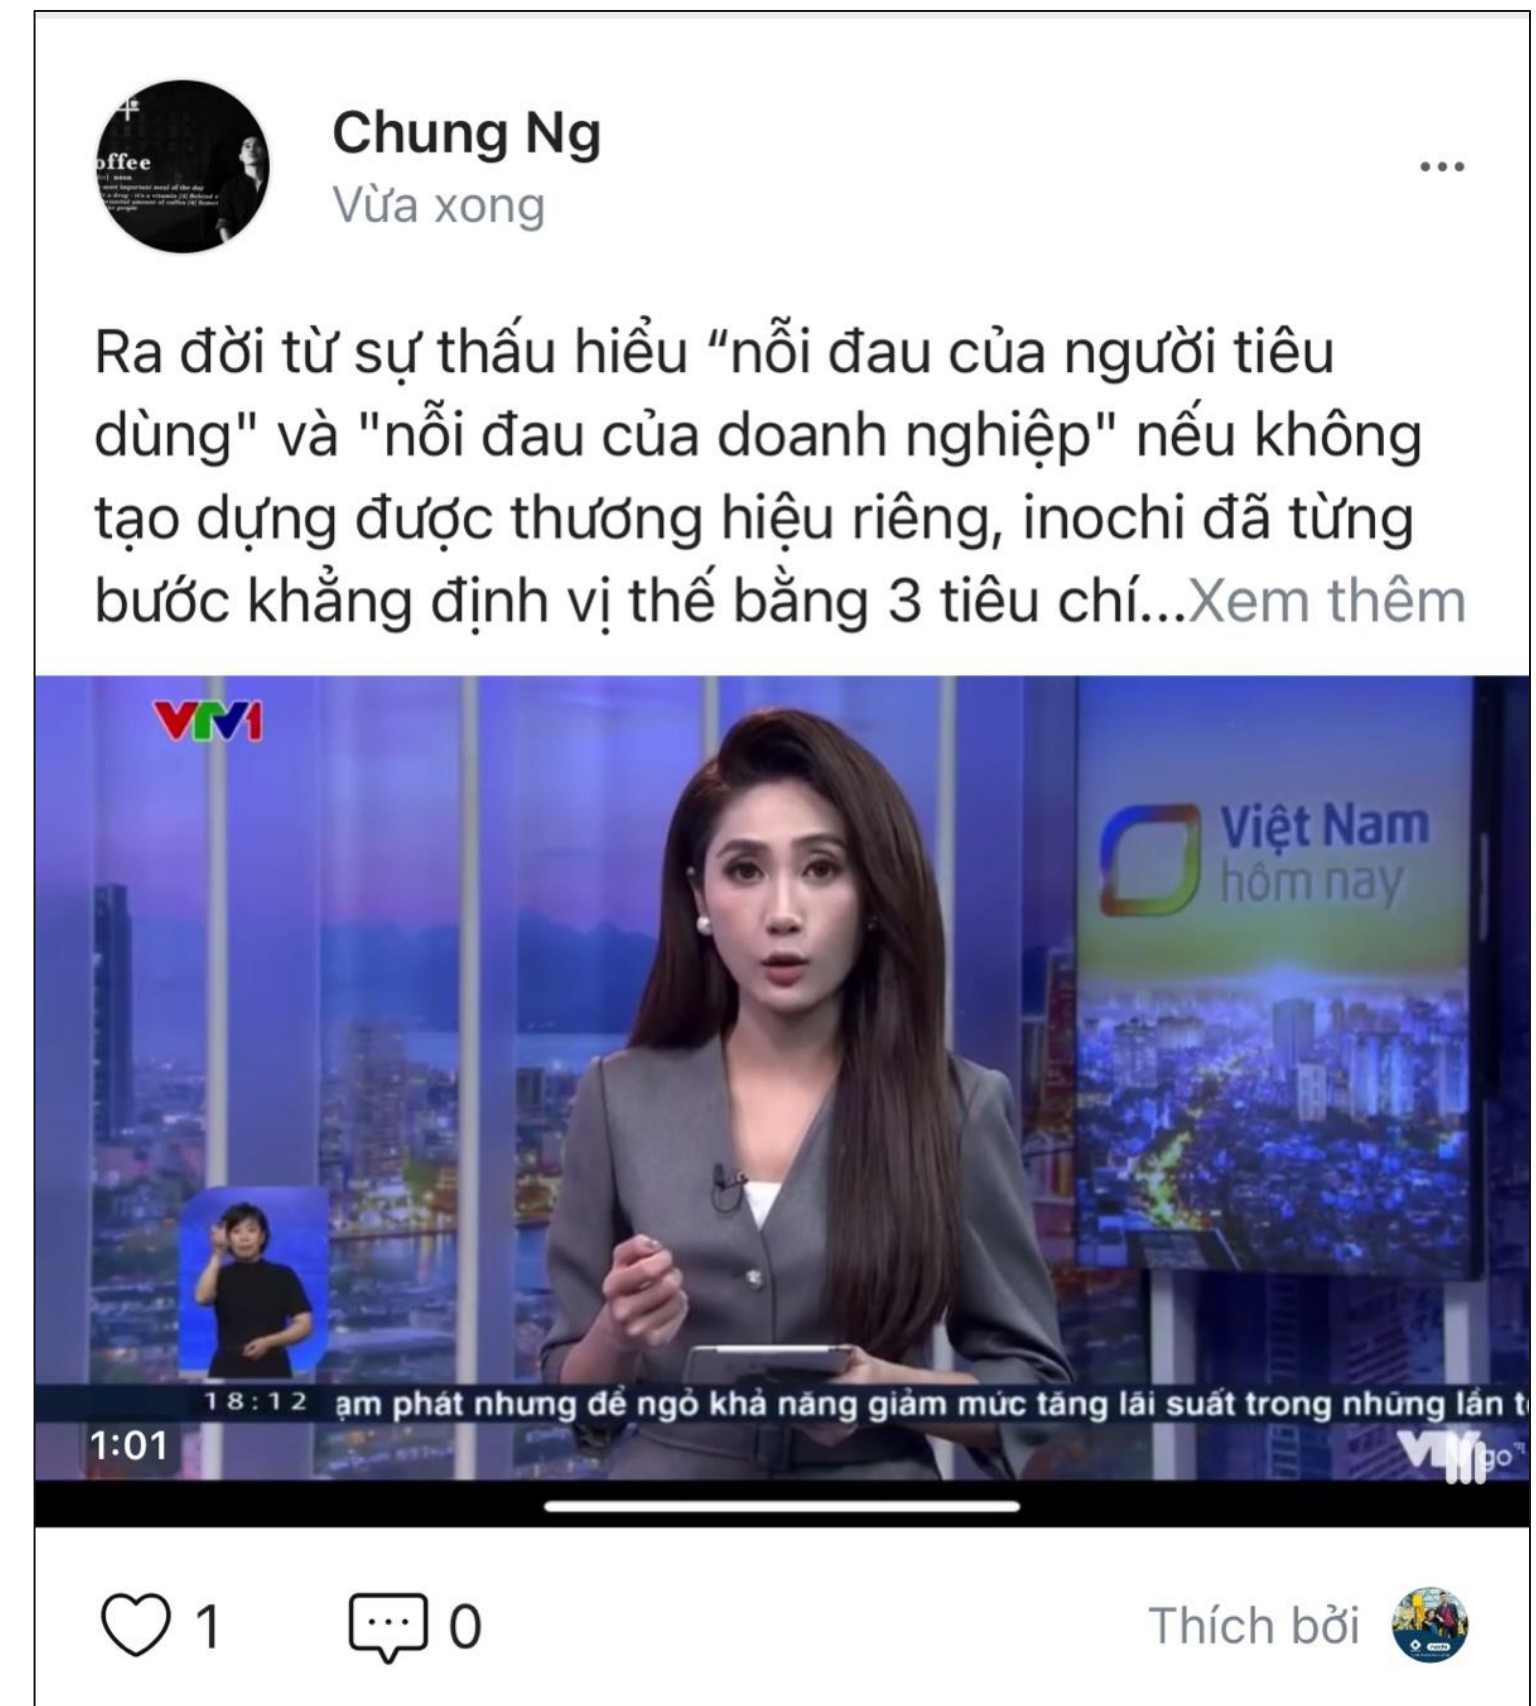 offee
Chung Ng
Vừa xong
Ra đời từ sự thấu hiểu “nỗi đau của người tiêu
dùng" và "nỗi đau của doanh nghiệp" nếu không
tạo dựng được thương hiệu riêng, inochi đã từng
bước khẳng định vị thế bằng 3 tiêu chí...Xem thêm
VTV1
Việt Nam
hôm nay
18:12 ạm phát nhưng để ngỏ khả năng giảm mức tăng lãi suất trong những lần t
1:01
VTVgo
1
0
Thích bởi